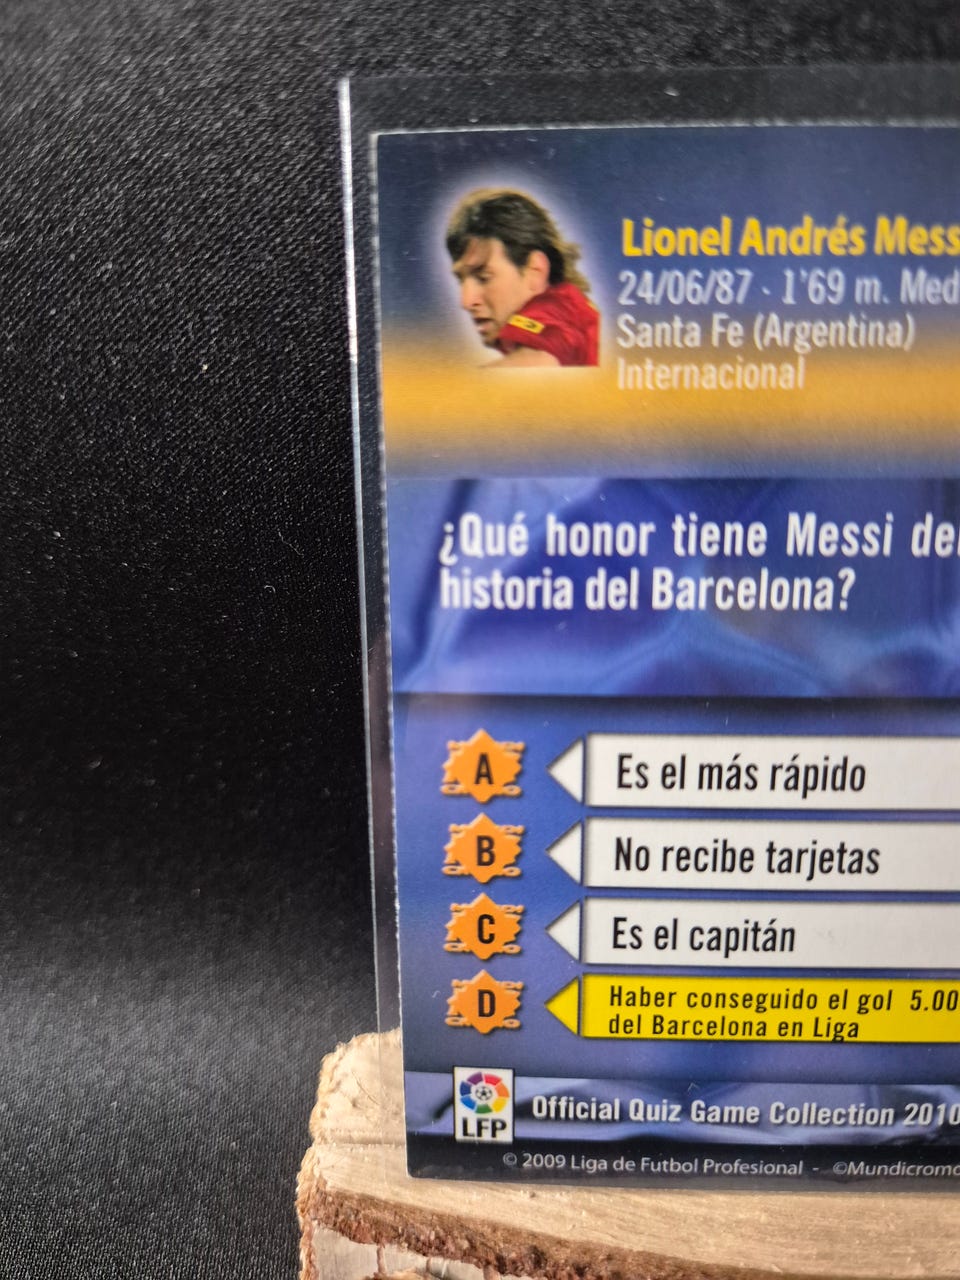 Lionel Andrés Mess
24/06/87 · 1'69 m. Med
Santa Fe (Argentina)
Internacional
¿Qué honor tiene Messi de
historia del Barcelona?
A Es el más rápido
B No recibe tarjetas
C Es el capitán
D Haber conseguido el gol 5.00
del Barcelona en Liga
LFP
Official Quiz Game Collection 2010
© 2009 Liga de Futbol Profesional - ©Mundicromo